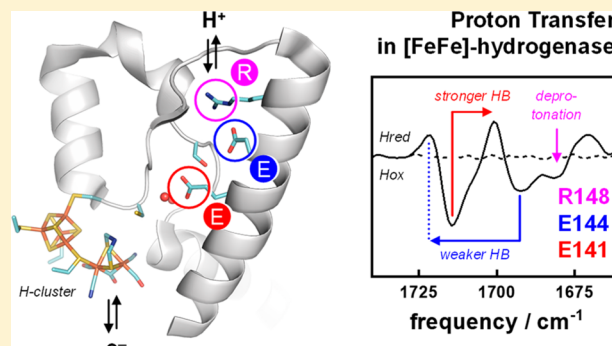 H⁺
R
E
E
H-cluster
Proton Transfer
in [FeFe]-hydrogenase
stronger HB
depro-
tonation
Hred
Hox
R148
E144
E141
weaker HB
1725 1700 1675
frequency / cm⁻¹